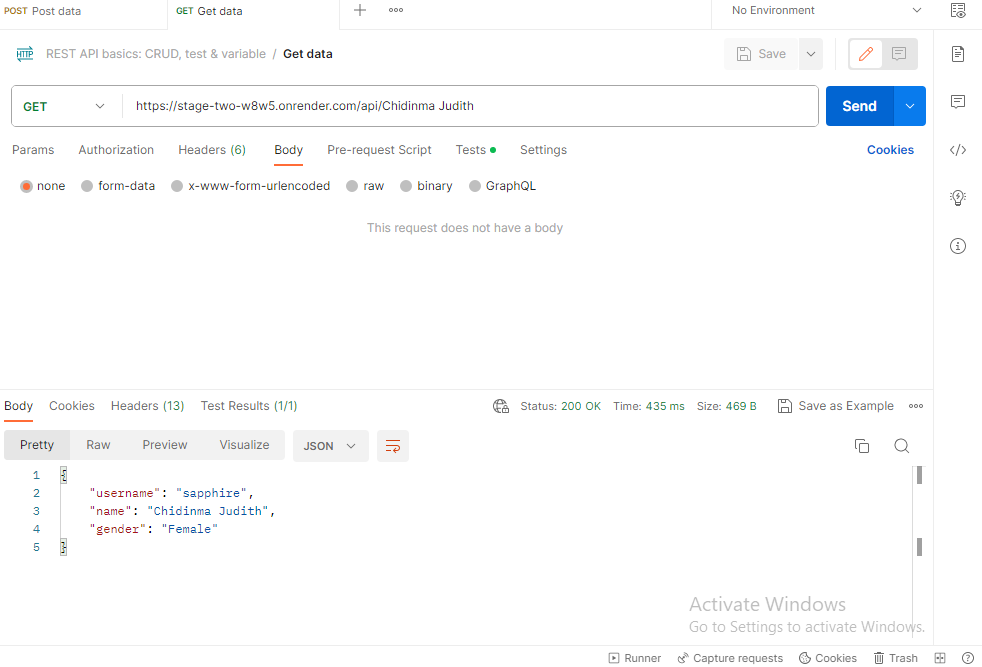 POST Post data
GET Get data
No Environment
HTTP REST API basics: CRUD, test & variable / Get data
Save
GET https://stage-two-w8w5.onrender.com/api/Chidinma Judith Send
Params Authorization Headers (6) Body Pre-request Script Tests Settings Cookies
none form-data x-www-form-urlencoded raw binary GraphQL
This request does not have a body
Body Cookies Headers (13) Test Results (1/1) Status: 200 OK Time: 435 ms Size: 469 B Save as Example
Pretty Raw Preview Visualize JSON
1 {
2 "username": "sapphire",
3 "name": "Chidinma Judith",
4 "gender": "Female"
5 }
Activate Windows
Go to Settings to activate Windows.
Runner Capture requests Cookies Trash